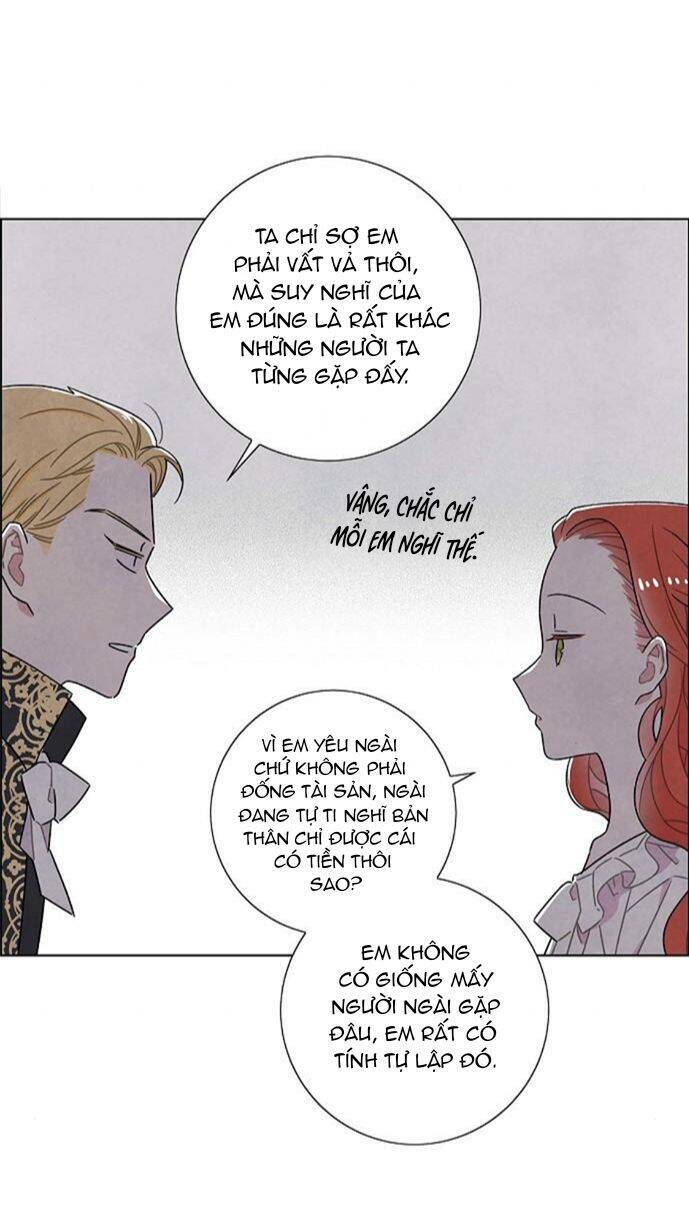 TA CHỈ SỢ EM
PHẢI VẤT VẢ THÔI,
MÀ SUY NGHĨ CỦA
EM ĐÚNG LÀ RẤT KHÁC
NHỮNG NGƯỜI TA
TỪNG GẶP ĐẤY.
VÂNG, CHẮC CHỈ
MỖI EM NGHĨ THẾ.
VÌ EM YÊU NGÀI
CHỨ KHÔNG PHẢI
ĐỐNG TÀI SẢN, NGÀI
ĐANG TỰ TI NGHĨ BẢN
THÂN CHỈ ĐƯỢC CÁI
CÓ TIỀN THÔI
SAO?
EM KHÔNG
CÓ GIỐNG MẤY
NGƯỜI NGÀI GẶP
ĐÂU, EM RẤT CÓ
TÍNH TỰ LẬP ĐÓ.